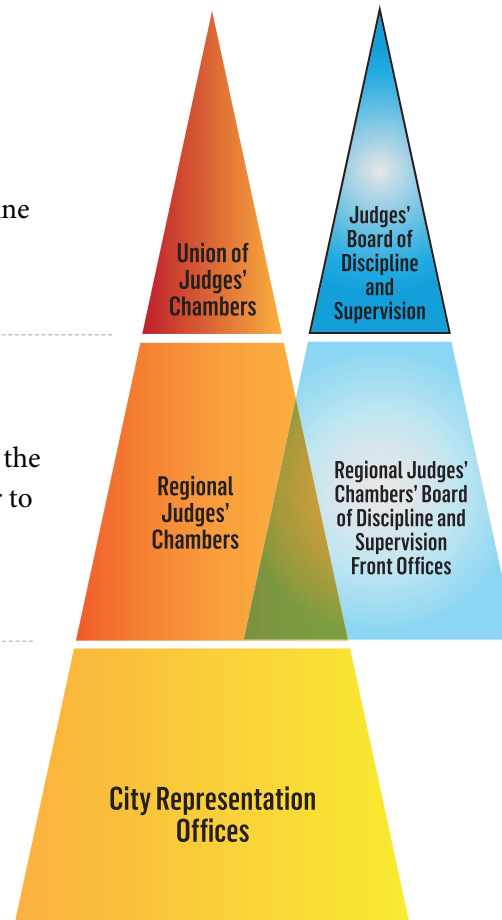 ine
Union of
Judges'
Chambers
Judges'
Board of
Discipline
and
Supervision
the
to
Regional
Judges'
Chambers
Regional Judges'
Chambers' Board
of Discipline and
Supervision
Front Offices
City Representation
Offices